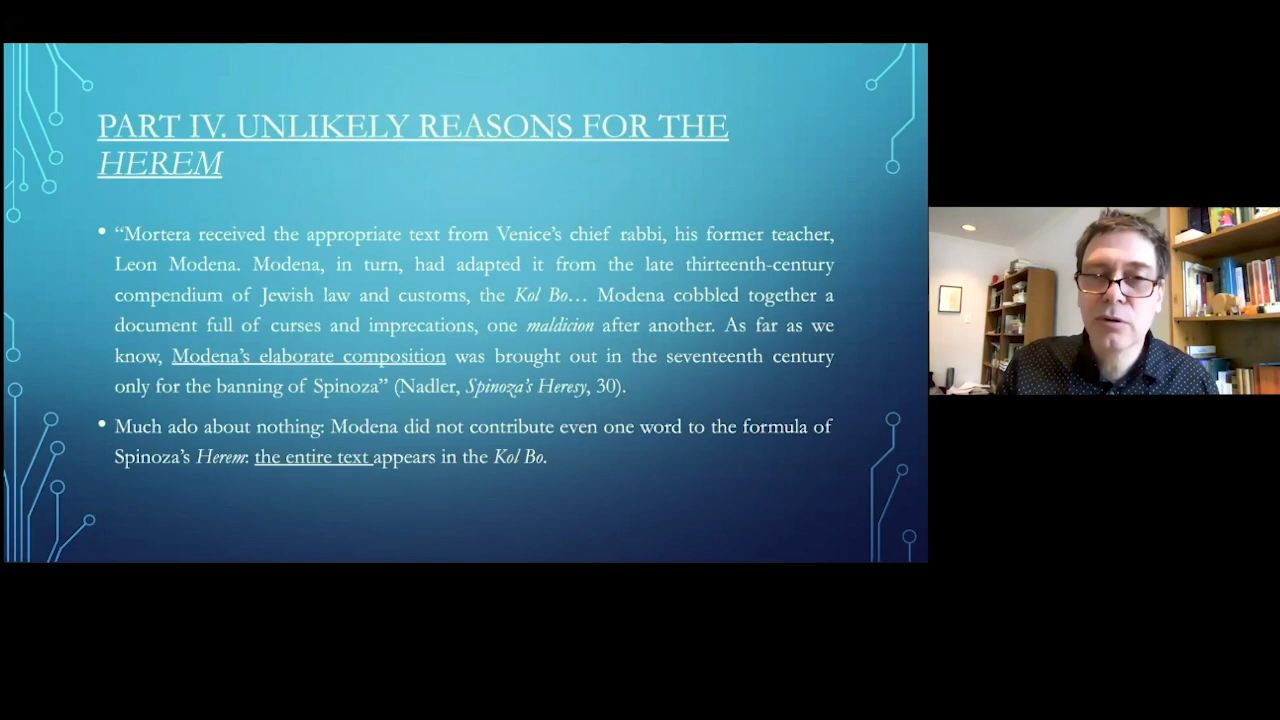 PART IV. UNLIKELY REASONS FOR THE
HEREM
• “Mortera received the appropriate text from Venice’s chief rabbi, his former teacher,
Leon Modena. Modena, in turn, had adapted it from the late thirteenth-century
compendium of Jewish law and customs, the Kol Bo… Modena cobbled together a
document full of curses and imprecations, one maldicion after another. As far as we
know, Modena’s elaborate composition was brought out in the seventeenth century
only for the banning of Spinoza” (Nadler, Spinoza’s Heresy, 30).
• Much ado about nothing: Modena did not contribute even one word to the formula of
Spinoza’s Herem: the entire text appears in the Kol Bo.